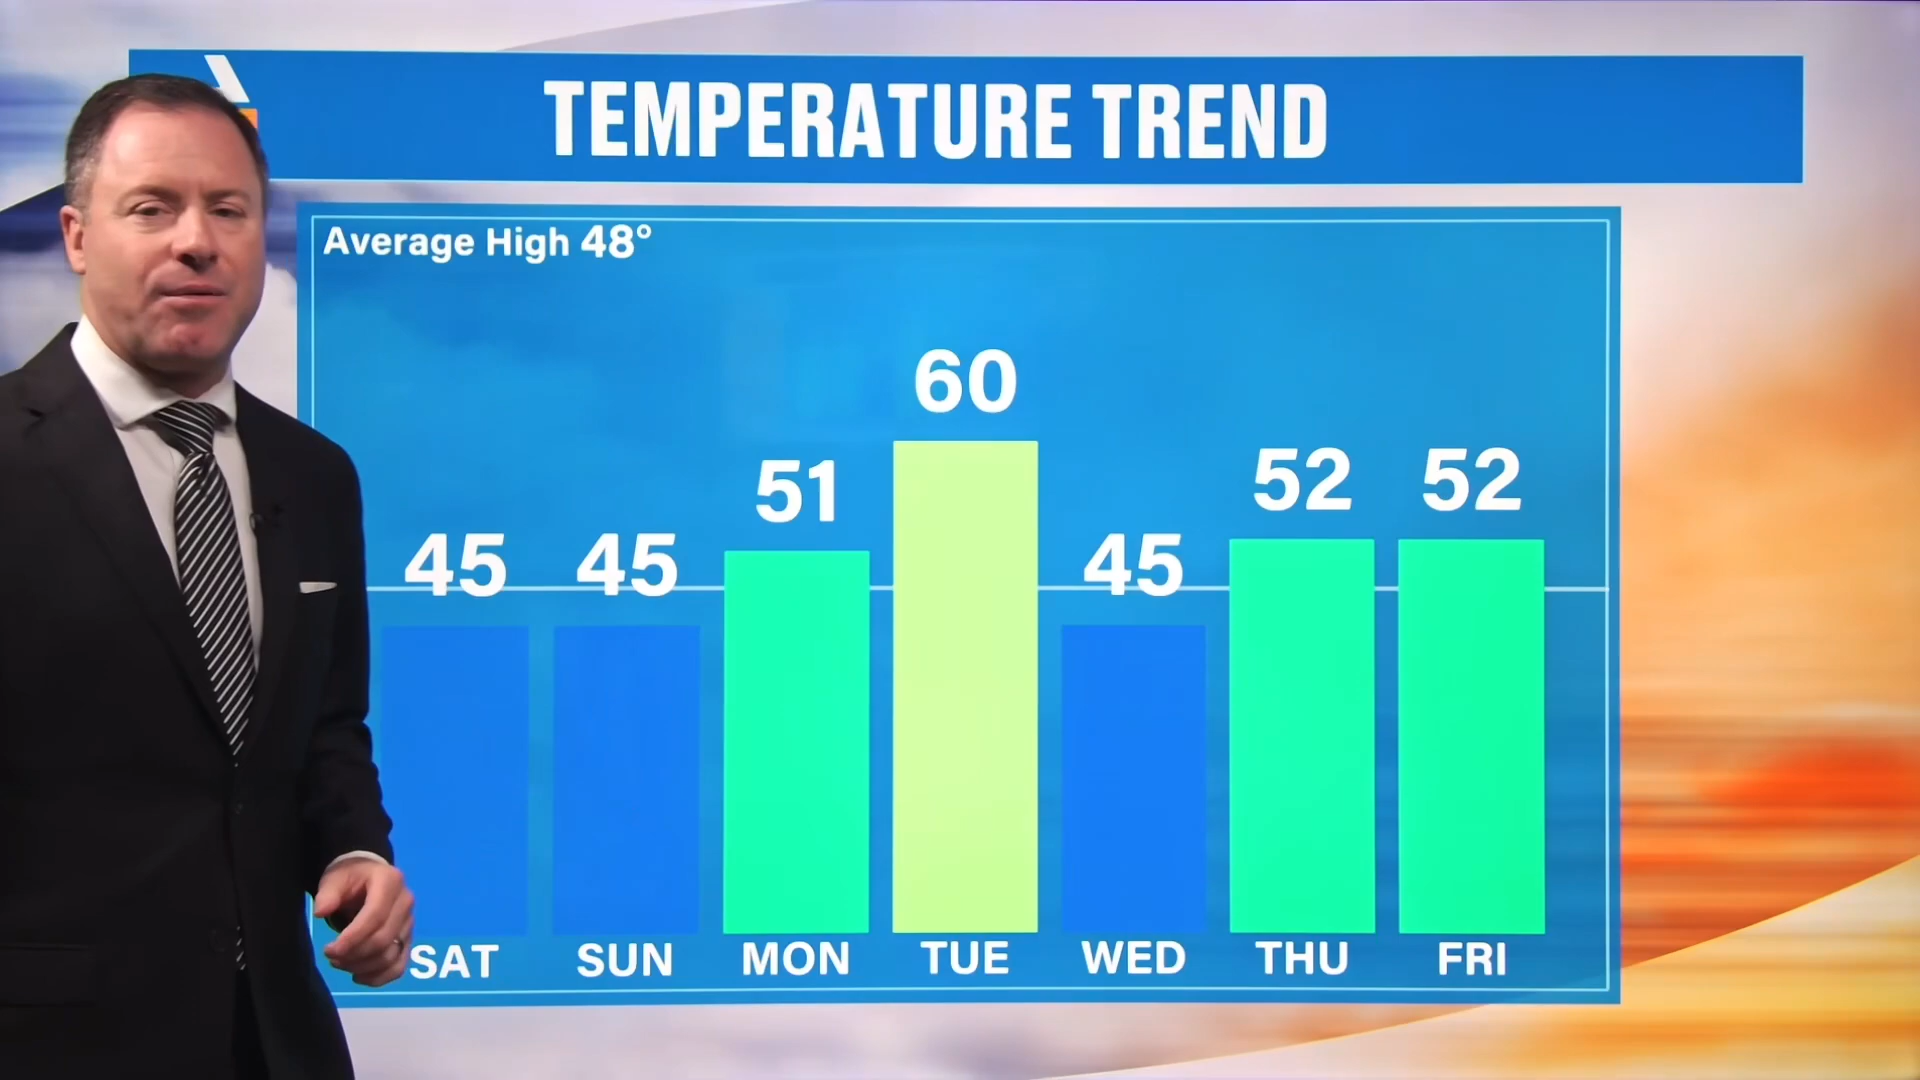 TEMPERATURE TREND
Average High 48°
45 45 51 60 45 52 52
SAT SUN MON TUE WED THU FRI